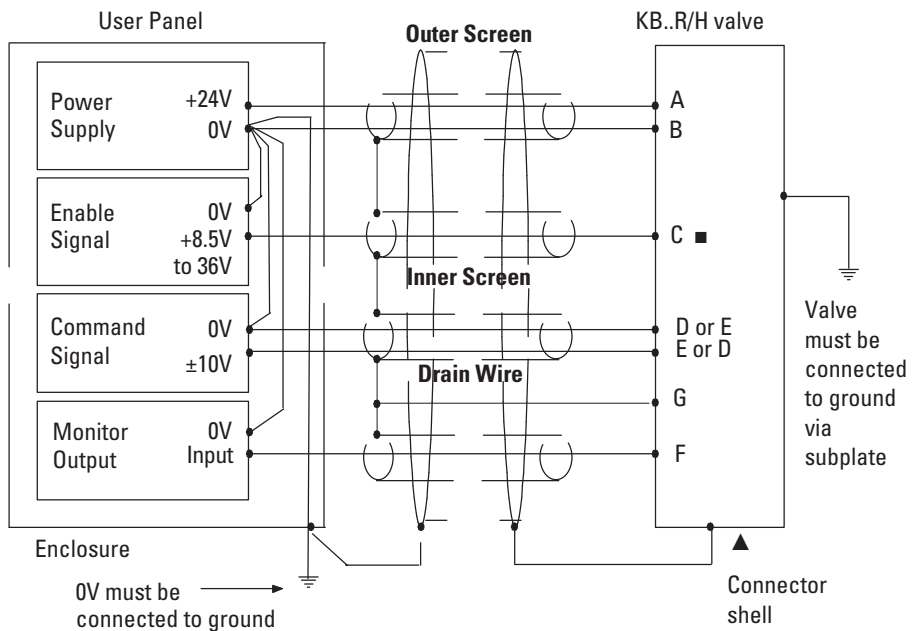 User Panel
Outer Screen
KB..R/H valve
Power
Supply
+24V
0V
A
B
Enable
Signal
0V
+8.5V
to 36V
C ■
Inner Screen
Command
Signal
0V
±10V
D or E
E or D
Drain Wire
G
Monitor
Output
0V
Input
F
Valve
must be
connected
to ground
via
subplate
Enclosure
0V must be
connected to ground
▲
Connector
shell